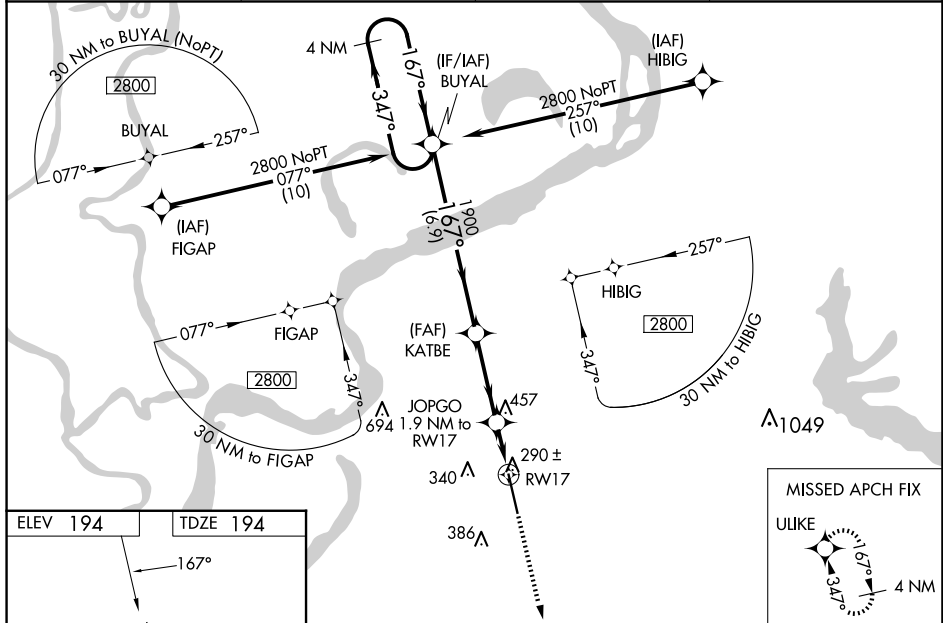 30 NM to BUYAL (NoPT)
2800
BUYAL
077°
257°
4 NM
347°
167°
(IF/IAF)
BUYAL
(IAF)
HIBIG
2800 NoPT
257°
(10)
2800 NoPT
077°
(10)
(IAF)
FIGAP
1900
167°
(6.9)
257°
HIBIG
2800
347°
30 NM to HIBIG
077°
FIGAP
2800
347°
30 NM to FIGAP
(FAF)
KATBE
694
JOPGO
1.9 NM to
RW17
457
290 ±
RW17
340
386
1049
MISSED APCH FIX
ULIKE
167°
347°
4 NM
ELEV 194
TDZE 194
167°